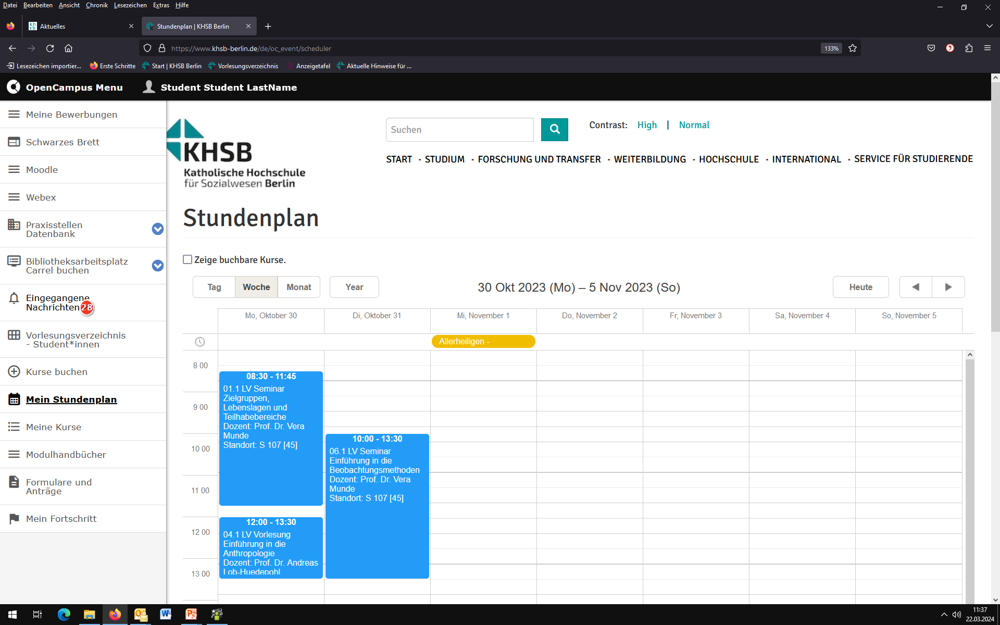 Datei Bearbeiten Ansicht Chronik Lesezeichen Extras Hilfe
khsb Aktuelles
Stundenplan | KHSB Berlin
https://www.khsb-berlin.de/de/oc_event/scheduler
133%
Lesezeichen importier... Erste Schritte Start | KHSB Berlin Vorlesungsverzeichnis Anzeigetafel Aktuelle Hinweise für ...
OpenCampus Menu Student Student LastName
Meine Bewerbungen
Schwarzes Brett
Moodle
Webex
Praxisstellen
Datenbank
Bibliotheksarbeitsplatz
Carrel buchen
Eingegangene
Nachrichten 28
Vorlesungsverzeichnis
- Student*innen
Kurse buchen
Mein Stundenplan
Meine Kurse
Modulhandbücher
Formulare und
Anträge
Mein Fortschritt
KHSB
Katholische Hochschule
für Sozialwesen Berlin
Suchen
Contrast: High | Normal
START - STUDIUM - FORSCHUNG UND TRANSFER - WEITERBILDUNG - HOCHSCHULE - INTERNATIONAL - SERVICE FÜR STUDIERENDE
Stundenplan
Zeige buchbare Kurse.
Tag Woche Monat Year
30 Okt 2023 (Mo) – 5 Nov 2023 (So)
Heute
Mo, Oktober 30 Di, Oktober 31 Mi, November 1 Do, November 2 Fr, November 3 Sa, November 4 So, November 5
Allerheiligen -
8 00
9 00
10 00
11 00
12 00
13 00
08:30 - 11:45
01.1 LV Seminar
Zielgruppen,
Lebenslagen und
Teilhabebereiche
Dozent: Prof. Dr. Vera
Munde
Standort: S 107 [45]
12:00 - 13:30
04.1 LV Vorlesung
Einführung in die
Anthropologie
Dozent: Prof. Dr. Andreas
Lob-Huedepohl
10:00 - 13:30
06.1 LV Seminar
Einführung in die
Beobachtungsmethoden
Dozent: Prof. Dr. Vera
Munde
Standort: S 107 [45]
11:37
22.03.2024